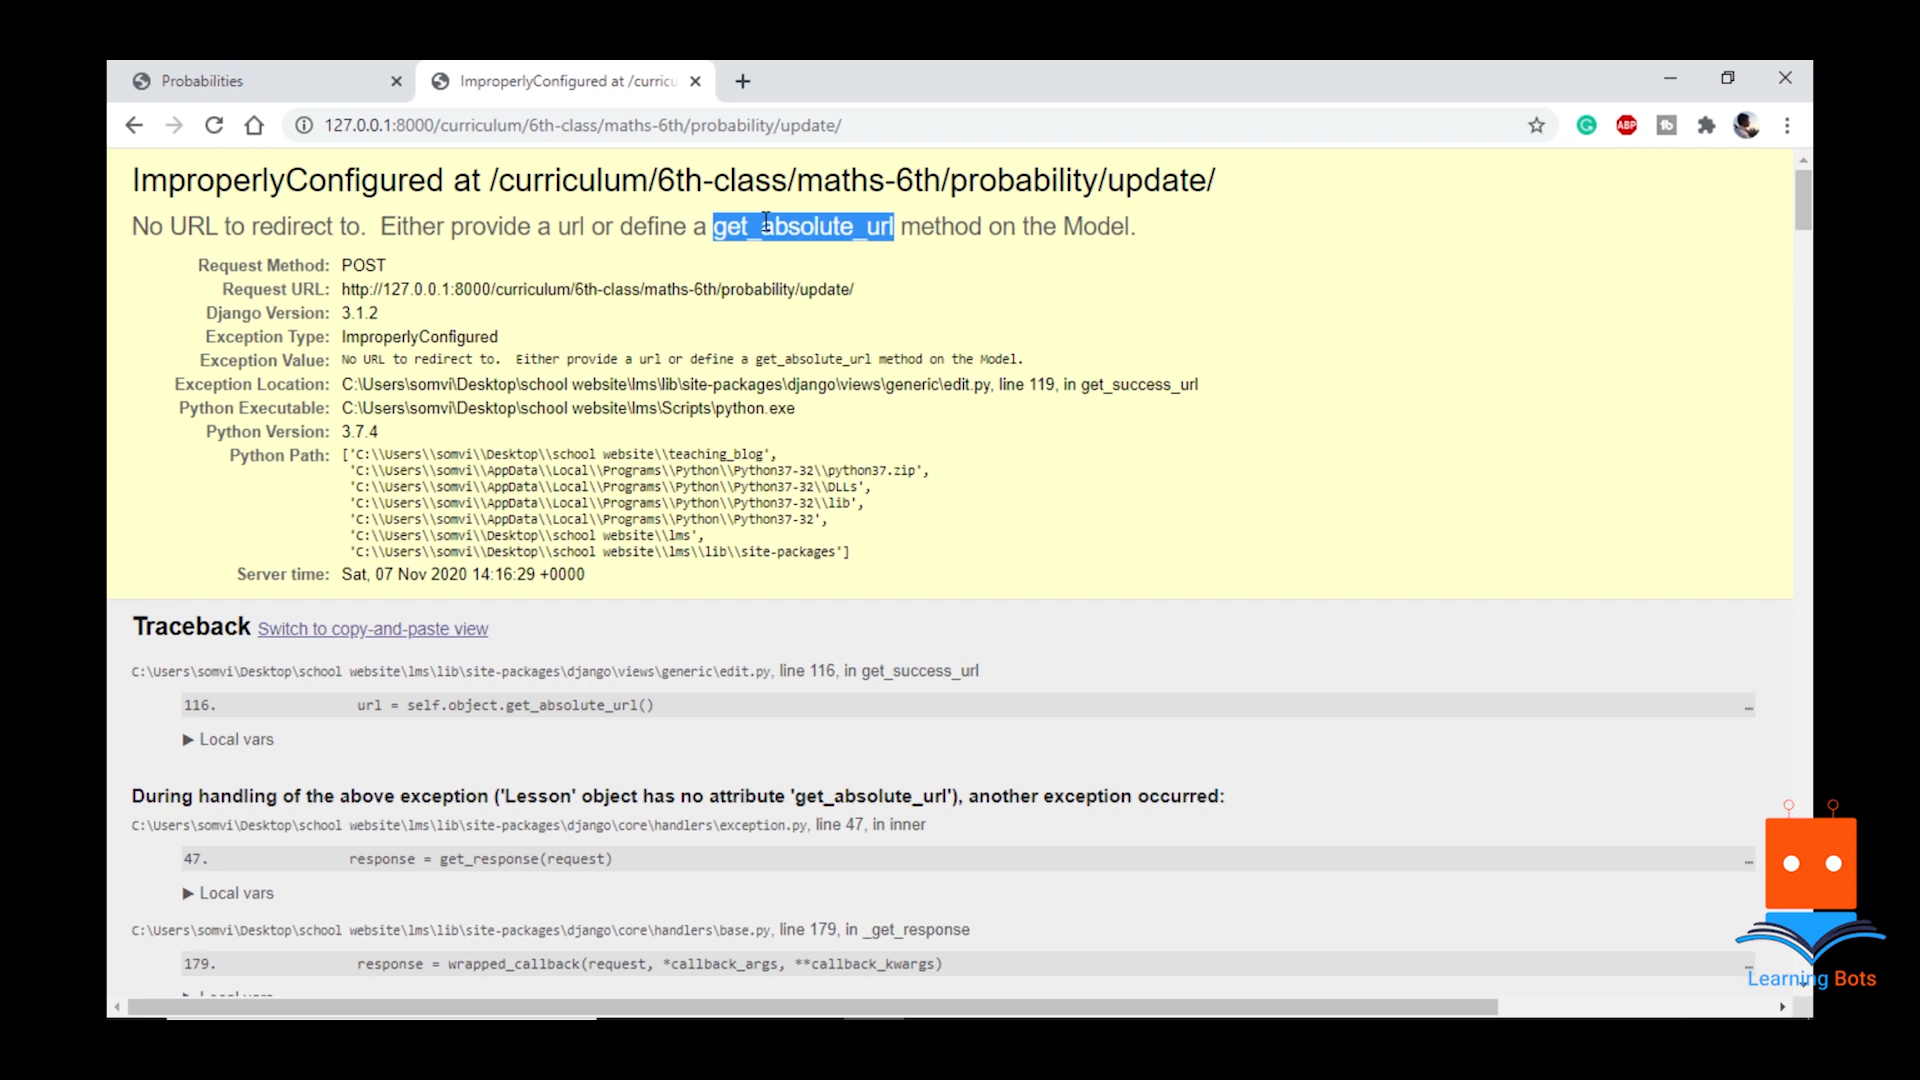 Probabilities
ImproperlyConfigured at /curricu
127.0.0.1:8000/curriculum/6th-class/maths-6th/probability/update/
ABP
ImproperlyConfigured at /curriculum/6th-class/maths-6th/probability/update/
No URL to redirect to.  Either provide a url or define a get_absolute_url method on the Model.
Request Method: POST
Request URL: http://127.0.0.1:8000/curriculum/6th-class/maths-6th/probability/update/
Django Version: 3.1.2
Exception Type: ImproperlyConfigured
Exception Value: No URL to redirect to.  Either provide a url or define a get_absolute_url method on the Model.
Exception Location: C:\Users\somvi\Desktop\school website\lms\lib\site-packages\django\views\generic\edit.py, line 119, in get_success_url
Python Executable: C:\Users\somvi\Desktop\school website\lms\Scripts\python.exe
Python Version: 3.7.4
Python Path: ['C:\\Users\\somvi\\Desktop\\school website\\teaching_blog',
'C:\\Users\\somvi\\AppData\\Local\\Programs\\Python\\Python37-32\\python37.zip',
'C:\\Users\\somvi\\AppData\\Local\\Programs\\Python\\Python37-32\\DLLs',
'C:\\Users\\somvi\\AppData\\Local\\Programs\\Python\\Python37-32\\lib',
'C:\\Users\\somvi\\AppData\\Local\\Programs\\Python\\Python37-32',
'C:\\Users\\somvi\\Desktop\\school website\\lms',
'C:\\Users\\somvi\\Desktop\\school website\\lms\\lib\\site-packages']
Server time: Sat, 07 Nov 2020 14:16:29 +0000
Traceback Switch to copy-and-paste view
C:\Users\somvi\Desktop\school website\lms\lib\site-packages\django\views\generic\edit.py, line 116, in get_success_url
116. url = self.object.get_absolute_url() …
▶ Local vars
During handling of the above exception ('Lesson' object has no attribute 'get_absolute_url'), another exception occurred:
C:\Users\somvi\Desktop\school website\lms\lib\site-packages\django\core\handlers\exception.py, line 47, in inner
47. response = get_response(request) …
▶ Local vars
C:\Users\somvi\Desktop\school website\lms\lib\site-packages\django\core\handlers\base.py, line 179, in _get_response
179. response = wrapped_callback(request, *callback_args, **callback_kwargs) …
Learning Bots